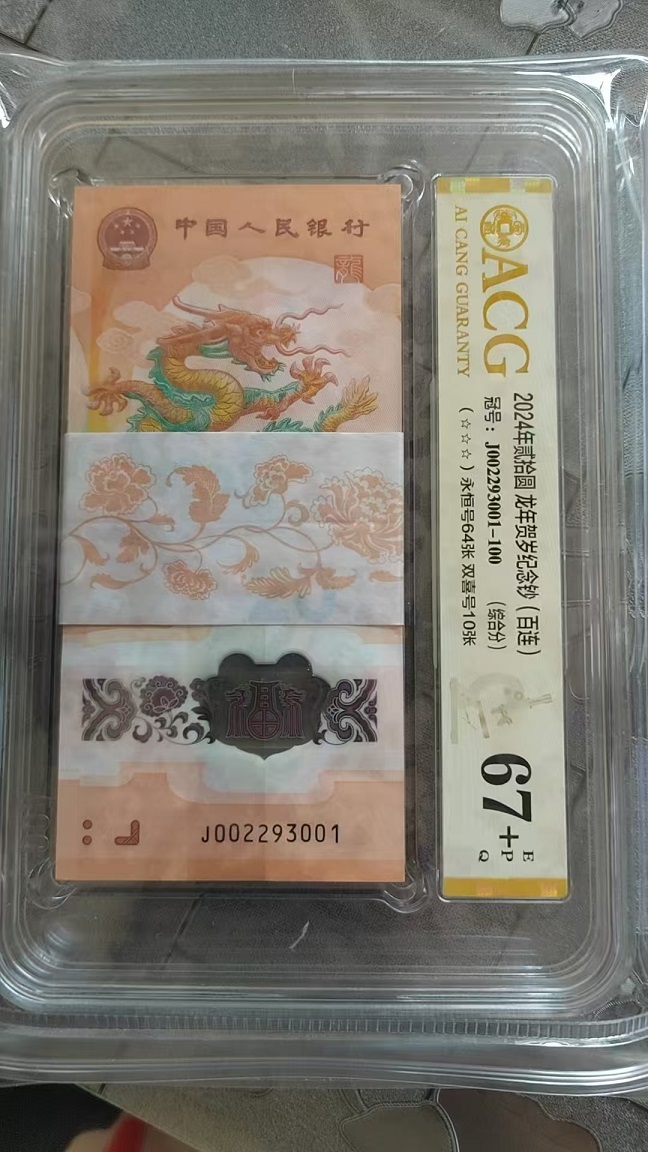 中国人民银行
龍
J002293001
ACG
AI CANG GUARANTY
2024年贰拾圆 龙年贺岁纪念钞（百连）
冠号：J002293001-100 （综合分）
（☆☆☆）永恒号64张 双喜号10张
67+
E
P
Q